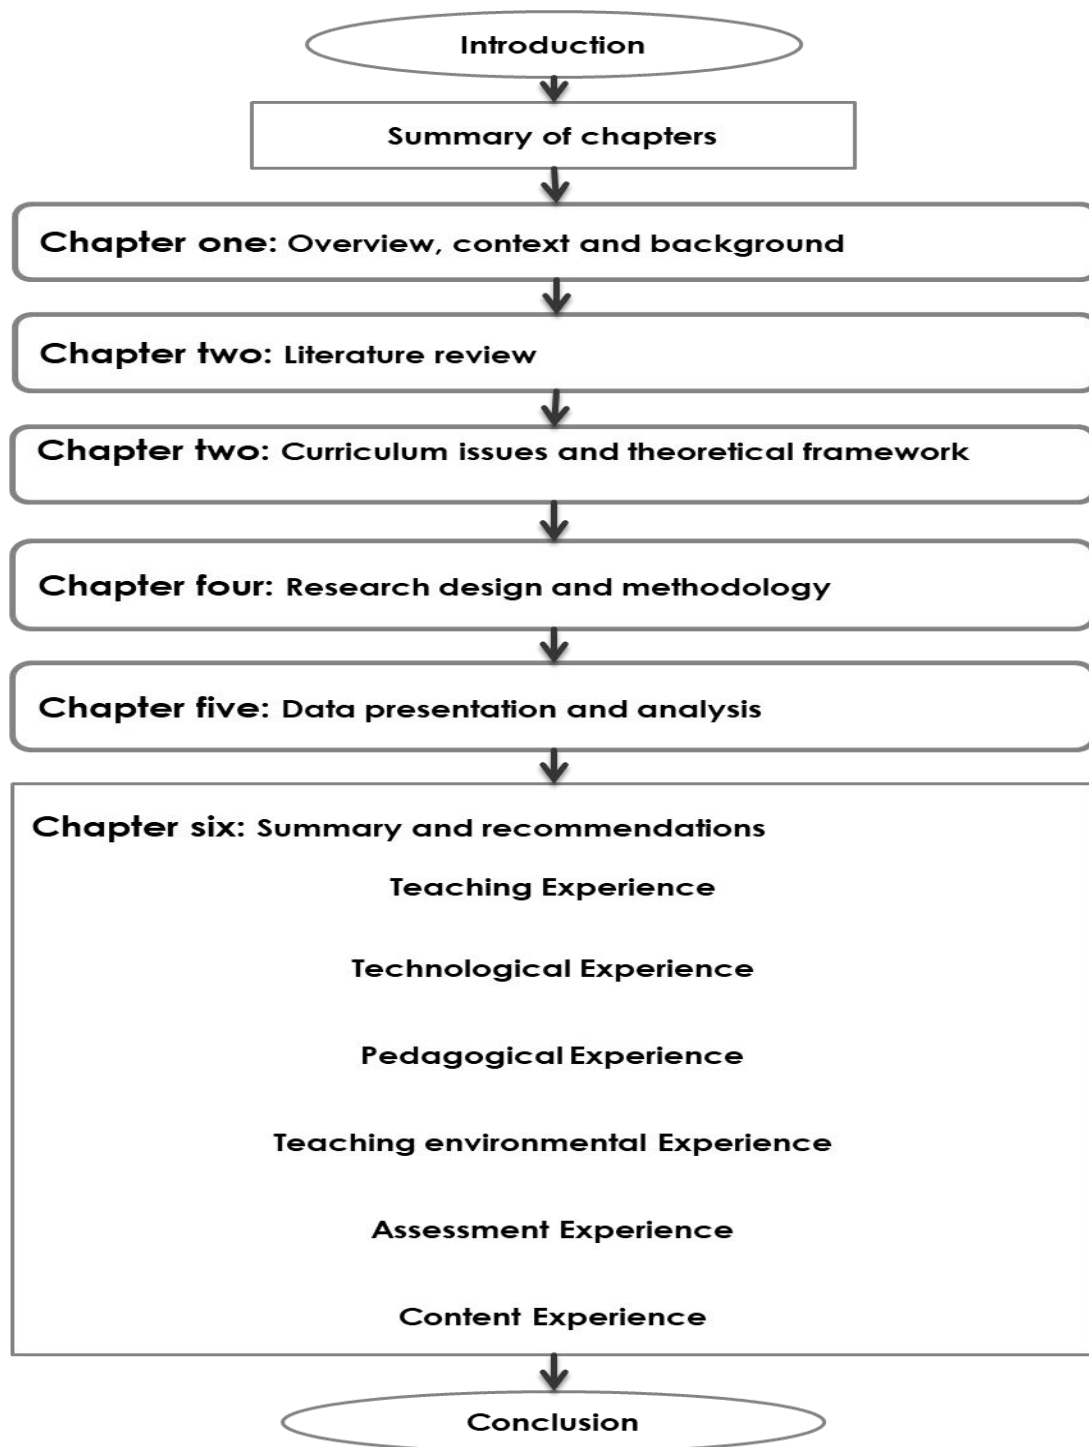 Introduction
Summary of chapters
Chapter one: Overview, context and background
Chapter two: Literature review
Chapter two: Curriculum issues and theoretical framework
Chapter four: Research design and methodology
Chapter five: Data presentation and analysis
Chapter six: Summary and recommendations
Teaching Experience
Technological Experience
Pedagogical Experience
Teaching environmental Experience
Assessment Experience
Content Experience
Conclusion